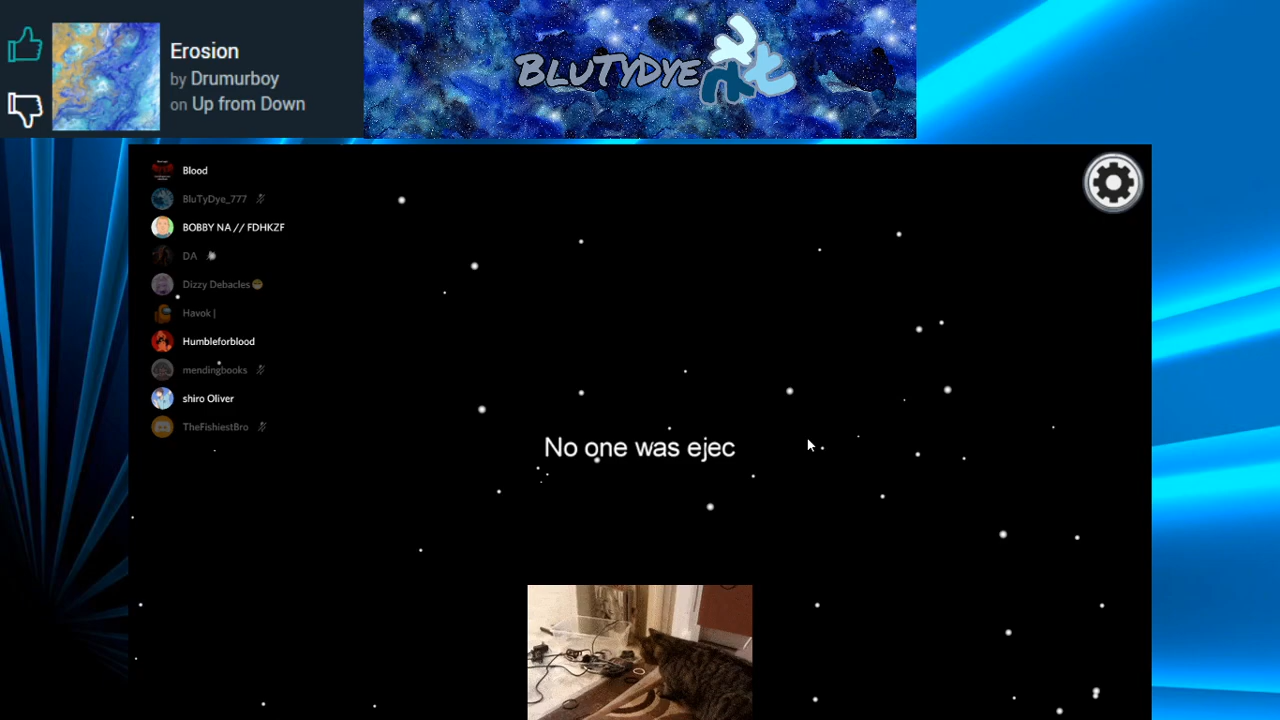 Erosion
by Drumurboy
on Up from Down
BLUTYDYE
Blood
BluTyDye_777
BOBBY NA // FDHKZF
DA
Dizzy Debacles
Havok |
Humbleforblood
mendingbooks
shiro Oliver
TheFishiestBro
No one was ejec